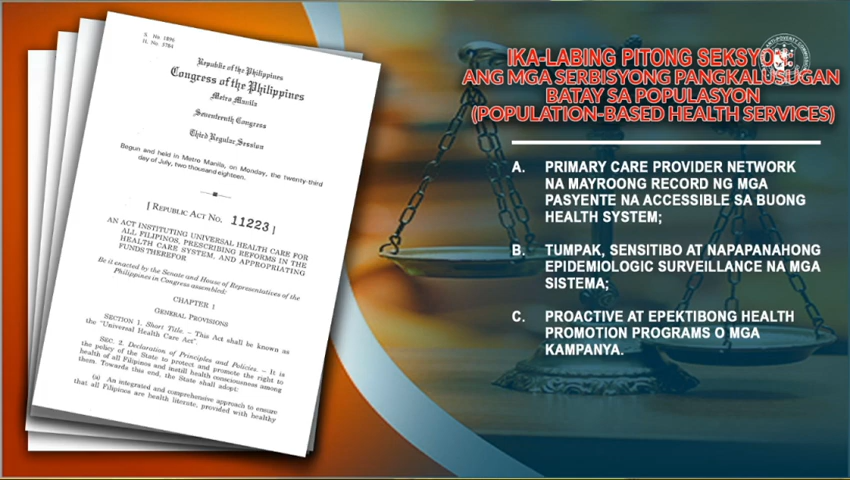 S. No. 1896
H. No. 5784
Republic of the Philippines
Congress of the Philippines
Metro Manila
Seventeenth Congress
Third Regular Session
Begun and held in Metro Manila, on Monday, the twenty-third
day of July, two thousand eighteen.
[ REPUBLIC ACT NO. 11223 ]
AN ACT INSTITUTING UNIVERSAL HEALTH CARE FOR
ALL FILIPINOS, PRESCRIBING REFORMS IN THE
HEALTH CARE SYSTEM, AND APPROPRIATING
FUNDS THEREFOR
Be it enacted by the Senate and House of Representatives of the
Philippines in Congress assembled:
CHAPTER I
GENERAL PROVISIONS
SECTION 1. Short Title. – This Act shall be known as
the "Universal Health Care Act".
SEC. 2. Declaration of Principles and Policies. – It is
the policy of the State to protect and promote the right to
health of all Filipinos and instill health consciousness among
them. Towards this end, the State shall adopt:
(a) An integrated and comprehensive approach to ensure
that all Filipinos are health literate, provided with healthy
IKA-LABING PITONG SEKSYON:
ANG MGA SERBISYONG PANGKALUSUGAN
BATAY SA POPULASYON
(POPULATION-BASED HEALTH SERVICES)
A. PRIMARY CARE PROVIDER NETWORK
NA MAYROONG RECORD NG MGA
PASYENTE NA ACCESSIBLE SA BUONG
HEALTH SYSTEM;
B. TUMPAK, SENSITIBO AT NAPAPANAHONG
EPIDEMIOLOGIC SURVEILLANCE NA MGA
SISTEMA;
C. PROACTIVE AT EPEKTIBONG HEALTH
PROMOTION PROGRAMS O MGA
KAMPANYA.